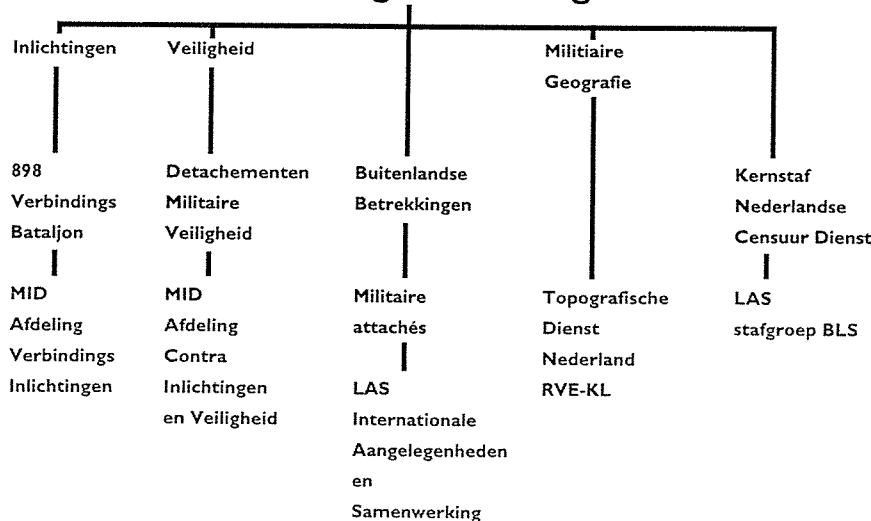 Inlichtingen
Veiligheid
Militiaire
Geografie
898
Verbindings
Bataljon
Detachementen
Militaire
Veiligheid
Buitenlandse
Betrekkingen
Kernstaf
Nederlandse
Censuur Dienst
MID
Afdeling
Verbindings
Inlichtingen
MID
Afdeling
Contra
Inlichtingen
en Veiligheid
Militaire
attachés
LAS
Internationale
Aangelegenheden
en
Samenwerking
Topografische
Dienst
Nederland
RVE-KL
LAS
stafgroep BLS